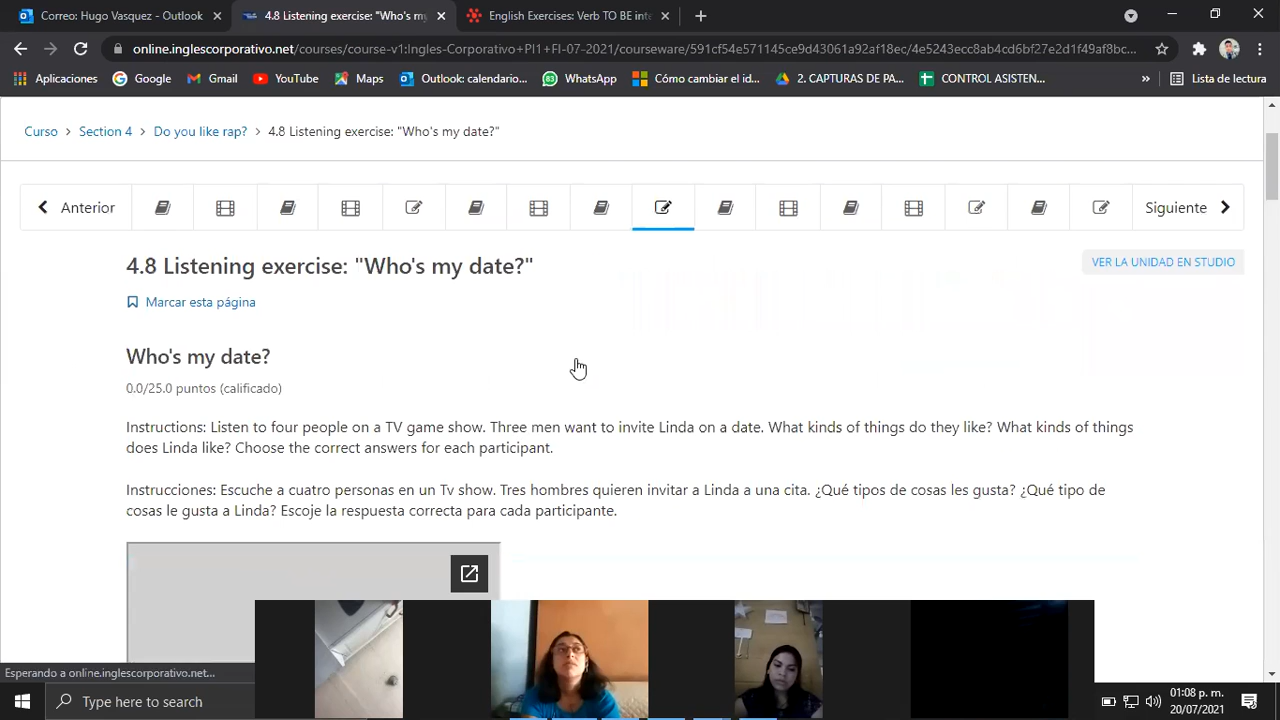 Correo: Hugo Vasquez - Outlook
4.8 Listening exercise: "Who's my
English Exercises: Verb TO BE inte
online.inglescorporativo.net/courses/course-v1:Ingles-Corporativo+PI1+FI-07-2021/courseware/591cf54e571145ce9d43061a92af18ec/4e5243ecc8ab4cd6bf27e2d1f49af8bc...
Aplicaciones Google Gmail YouTube Maps Outlook: calendario... WhatsApp Cómo cambiar el id... 2. CAPTURAS DE PA... CONTROL ASISTEN... » Lista de lectura
Curso > Section 4 > Do you like rap? > 4.8 Listening exercise: "Who's my date?"
Anterior Siguiente
4.8 Listening exercise: "Who's my date?"
VER LA UNIDAD EN STUDIO
Marcar esta página
Who's my date?
0.0/25.0 puntos (calificado)
Instructions: Listen to four people on a TV game show. Three men want to invite Linda on a date. What kinds of things do they like? What kinds of things
does Linda like? Choose the correct answers for each participant.
Instrucciones: Escuche a cuatro personas en un Tv show. Tres hombres quieren invitar a Linda a una cita. ¿Qué tipos de cosas les gusta? ¿Qué tipo de
cosas le gusta a Linda? Escoje la respuesta correcta para cada participante.
Esperando a online.inglescorporativo.net...
Type here to search
01:08 p. m.
20/07/2021